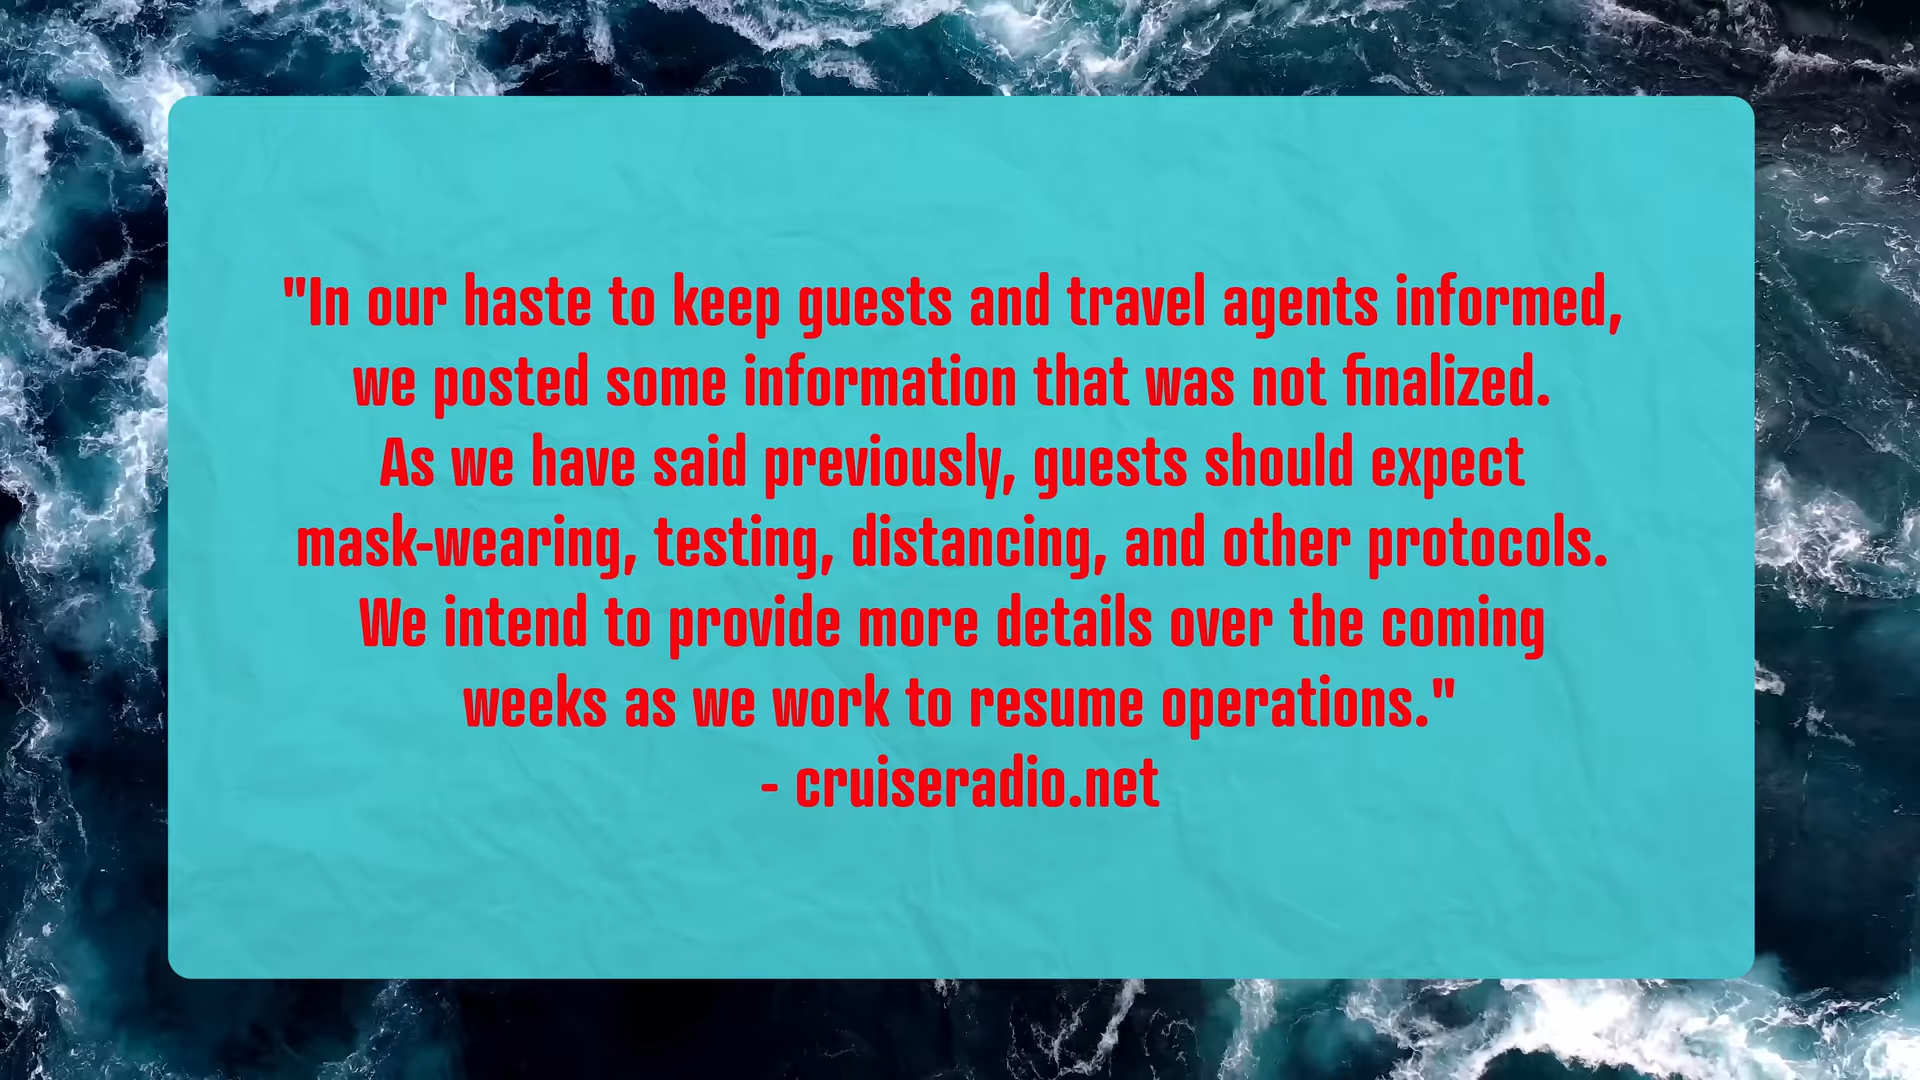 "In our haste to keep guests and travel agents informed,
we posted some information that was not finalized.
As we have said previously, guests should expect
mask-wearing, testing, distancing, and other protocols.
We intend to provide more details over the coming
weeks as we work to resume operations."
- cruiseradio.net